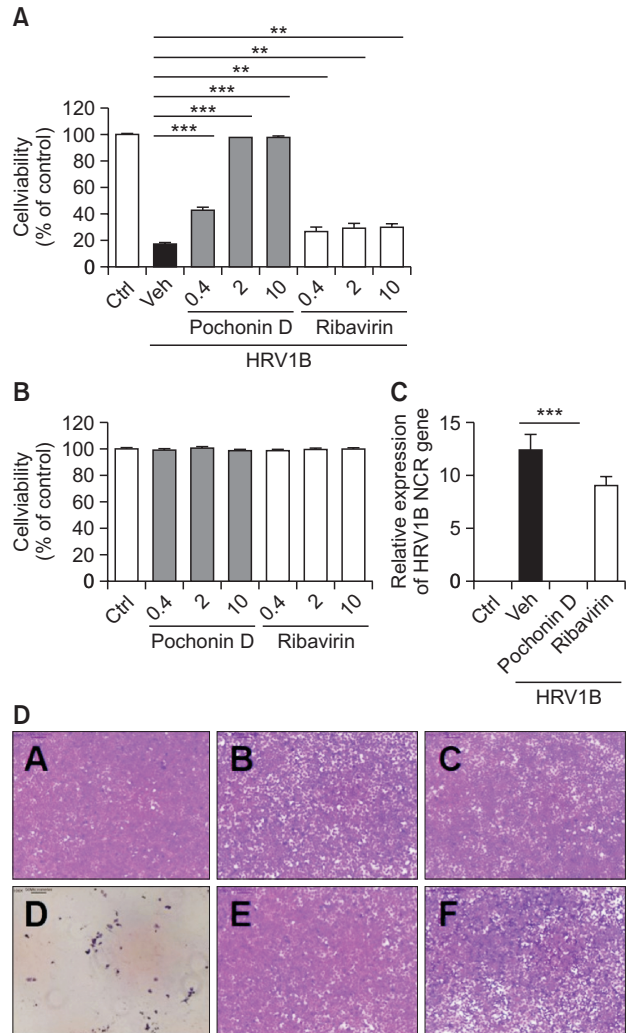 A
**
**
**
***
***
***
120
100
80
60
40
20
0
Cellviability
(% of control)
Ctrl Veh 0.4 2 10 0.4 2 10
Pochonin D Ribavirin
HRV1B
B
120
100
80
60
40
20
0
Cellviability
(% of control)
Ctrl 0.4 2 10 0.4 2 10
Pochonin D Ribavirin
C
***
15
10
5
0
Relative expression
of HRV1B NCR gene
Ctrl Veh Pochonin D Ribavirin
HRV1B
D
A B C
D E F